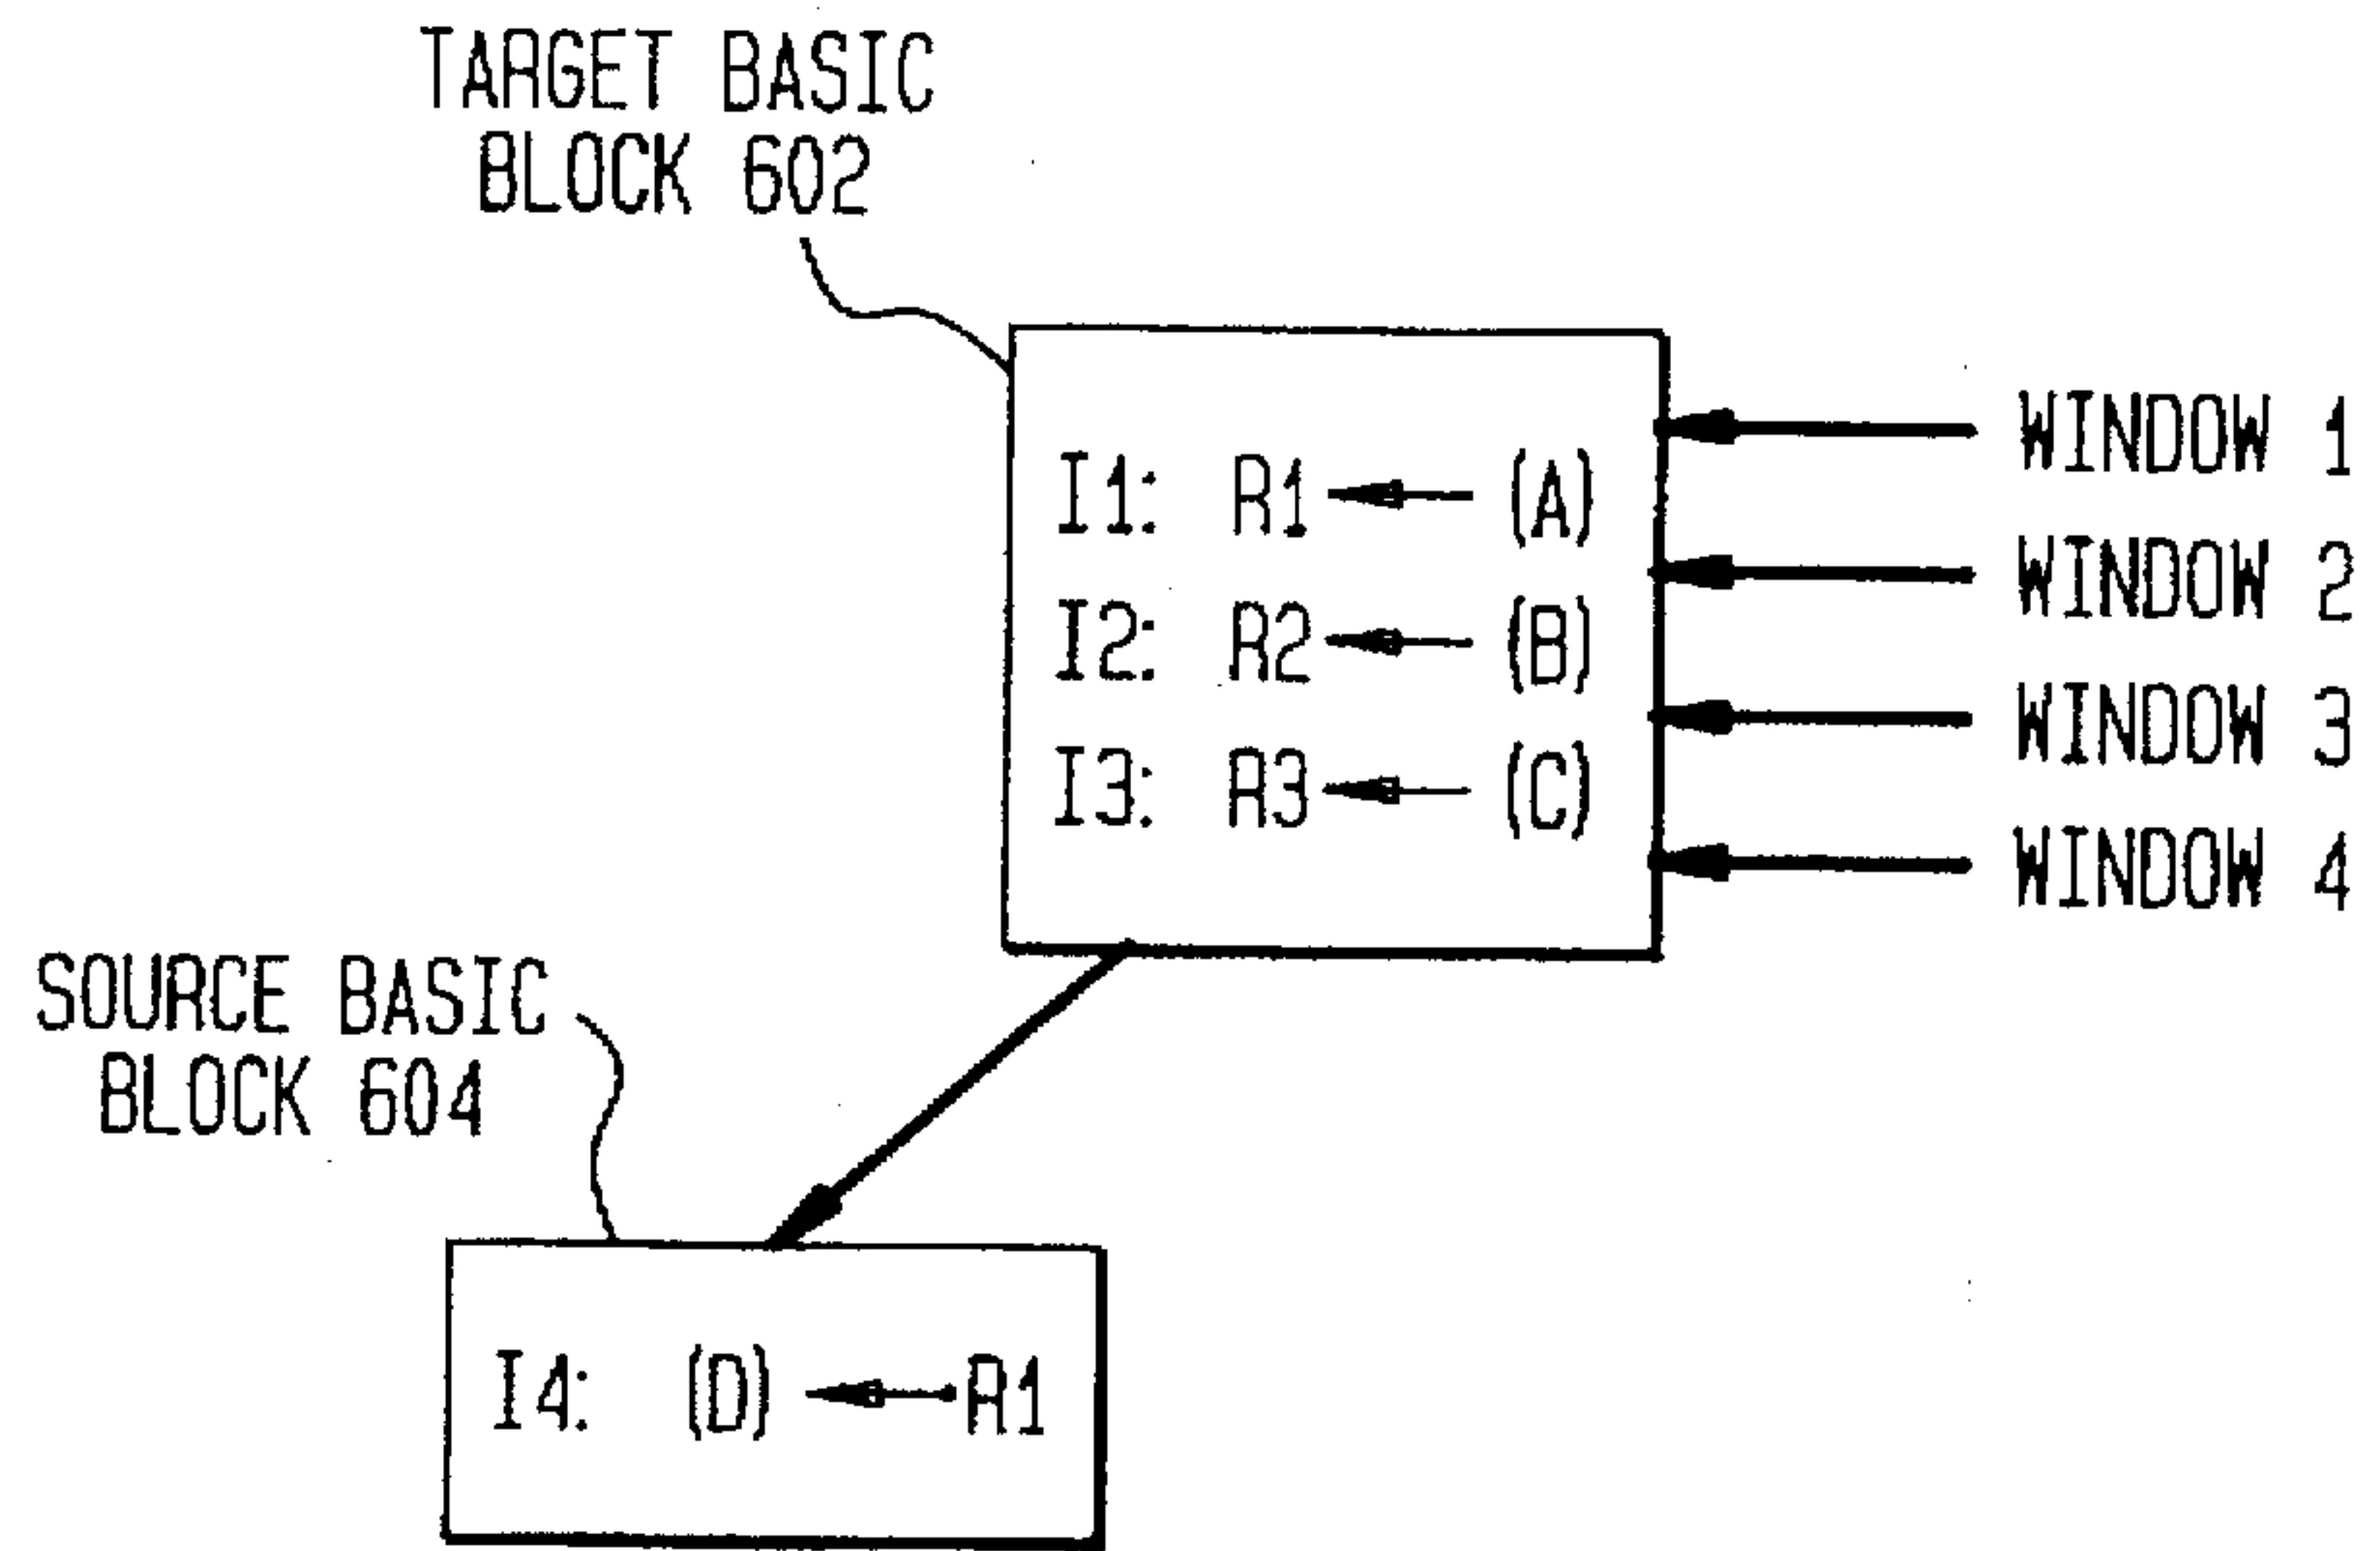 TARGET BASIC
BLOCK 602
WINDOW 1
I1: R1 (A)
WINDOW 2
I2: R2 (B)
WINDOW 3
I3: R3 (C)
WINDOW 4
SOURCE BASIC
BLOCK 604
I4: (D) R1